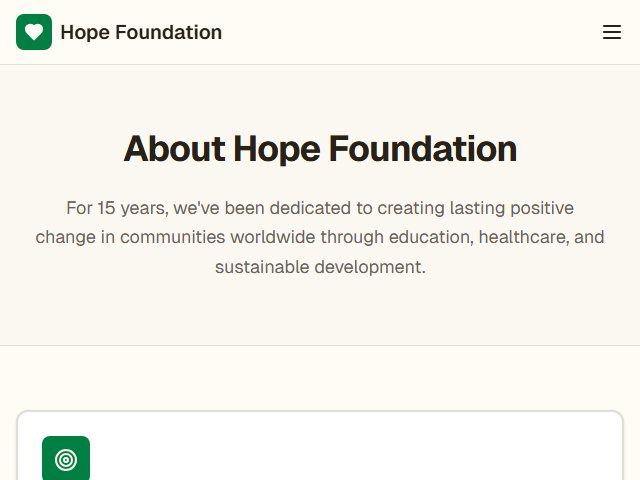 Hope Foundation
About Hope Foundation
For 15 years, we've been dedicated to creating lasting positive
change in communities worldwide through education, healthcare, and
sustainable development.